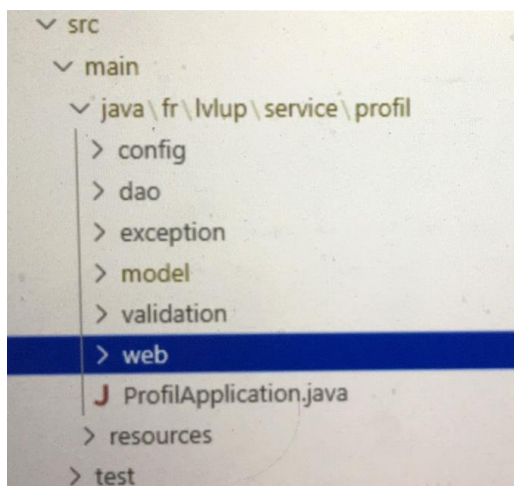 src
main
java\fr\lvlup\service\profil
config
dao
exception
model
validation
web
J ProfilApplication.java
resources
test